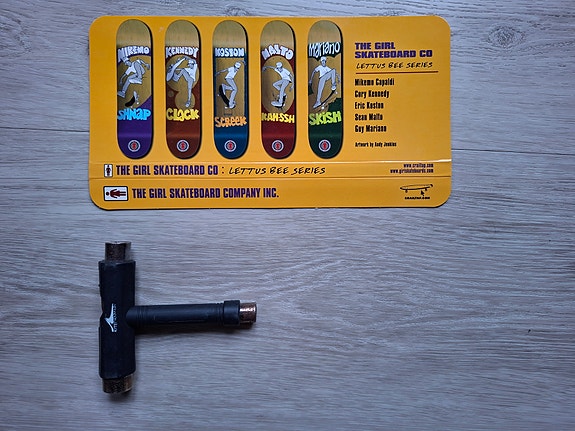 MIKEMO
SHNAP
KENNEDY
CLOCK
KOSTON
SCREEK
MALTO
KAHSSH
MARIANO
SKISH
THE GIRL
SKATEBOARD CO
LETTUS BEE SERIES
Mikemo Capaldi
Cory Kennedy
Eric Koston
Sean Malto
Guy Mariano
Artwork by Andy Jenkins
THE GIRL SKATEBOARD CO: LETTUS BEE SERIES
www.crailtap.com
www.girlskateboards.com
THE GIRL SKATEBOARD COMPANY INC.
CRAILTAP.COM